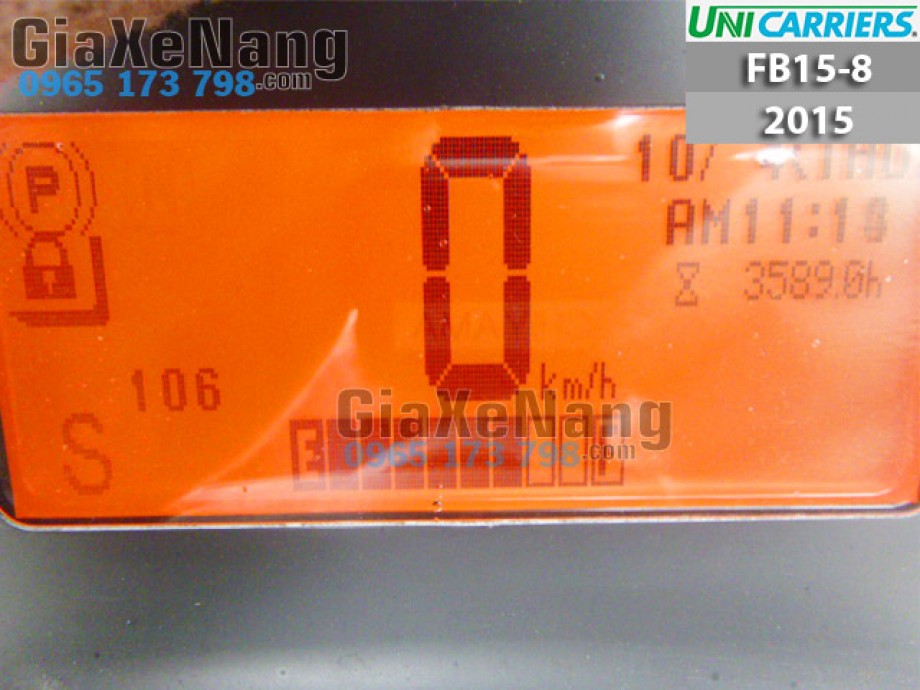 GiaXeNang
.com
0965 173 798
UNICARRIERS®
FB15-8
2015
P
0
km/h
AM11:10
3589.0h
106
S
E
GiaXeNang
.com
0965 173 798